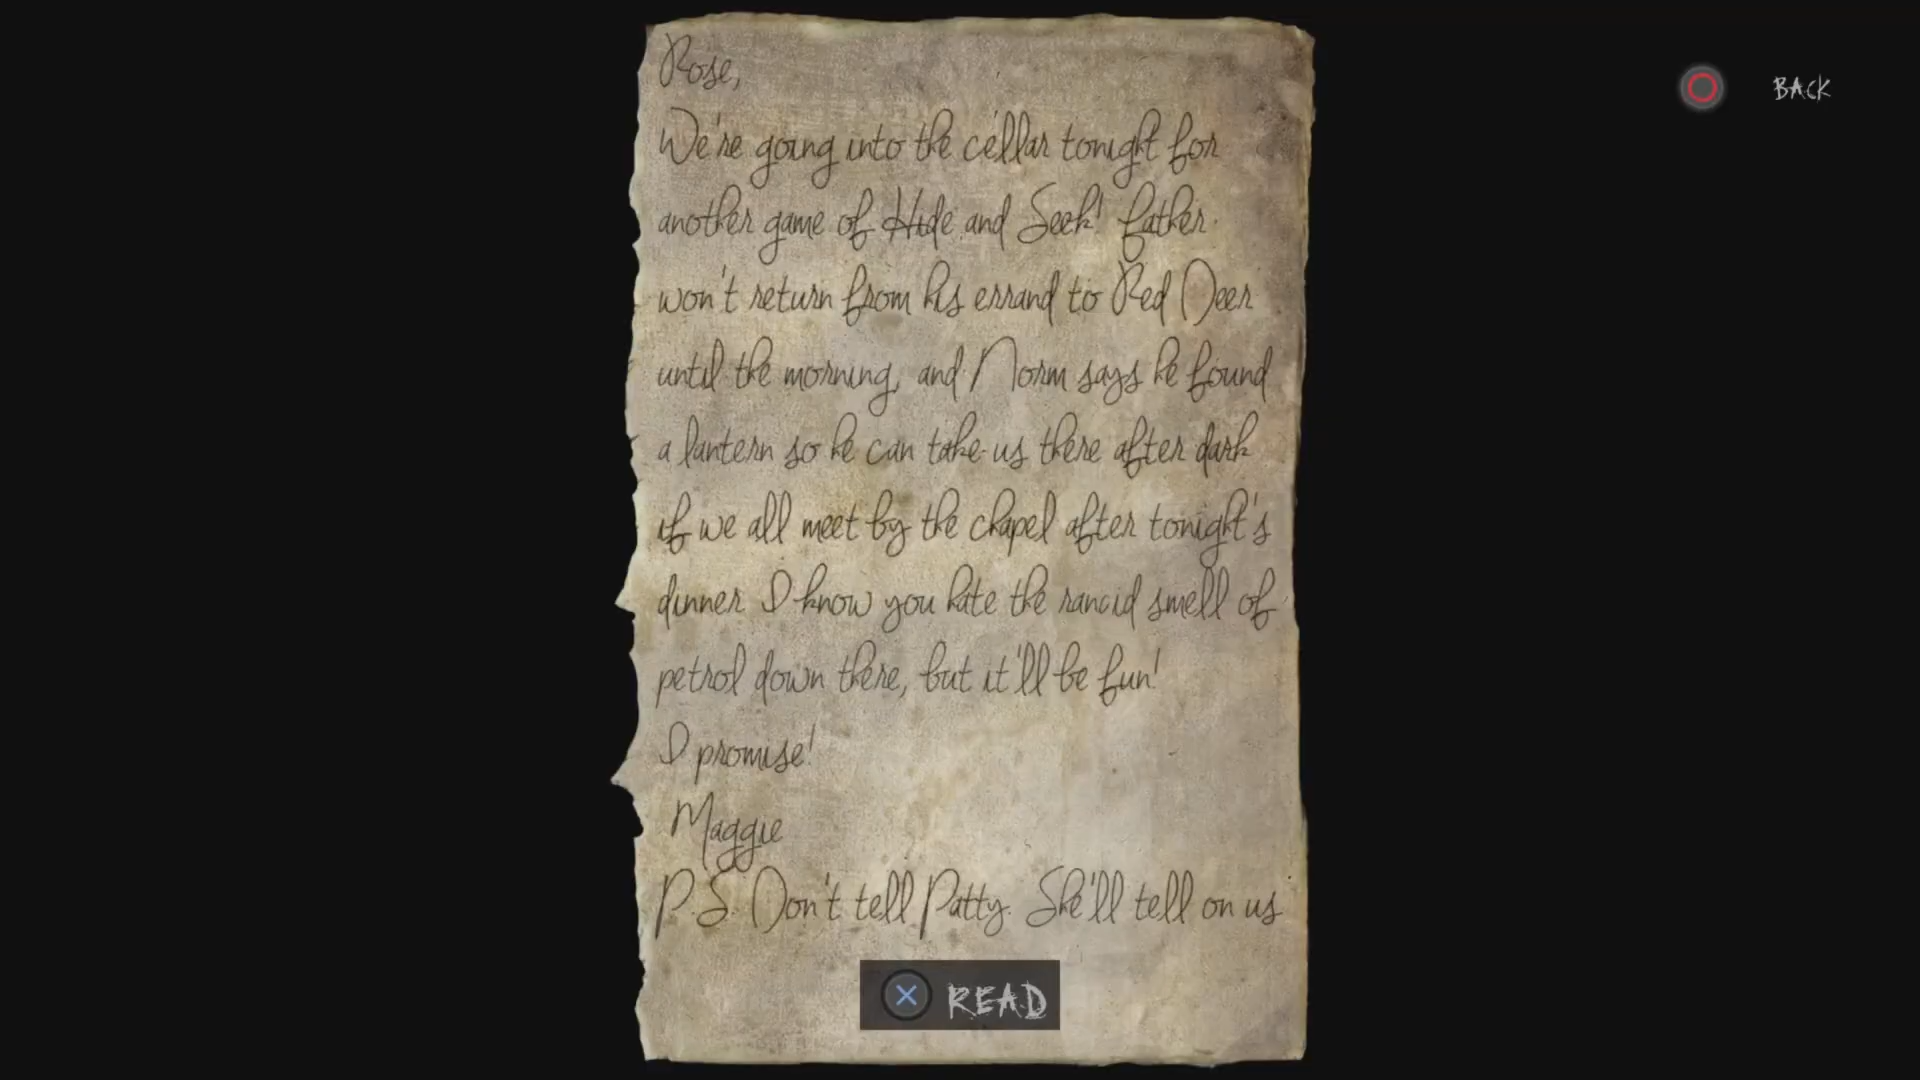 Rose,
We're going into the cellar tonight for
another game of Hide and Seek! Father
won't return from his errand to Red Deer
until the morning, and Norm says he found
a lantern so he can take us there after dark
if we all meet by the chapel after tonight's
dinner. I know you hate the rancid smell of
petrol down there, but it'll be fun!
I promise!
Maggie
P.S. Don't tell Patty. She'll tell on us
READ
BACK